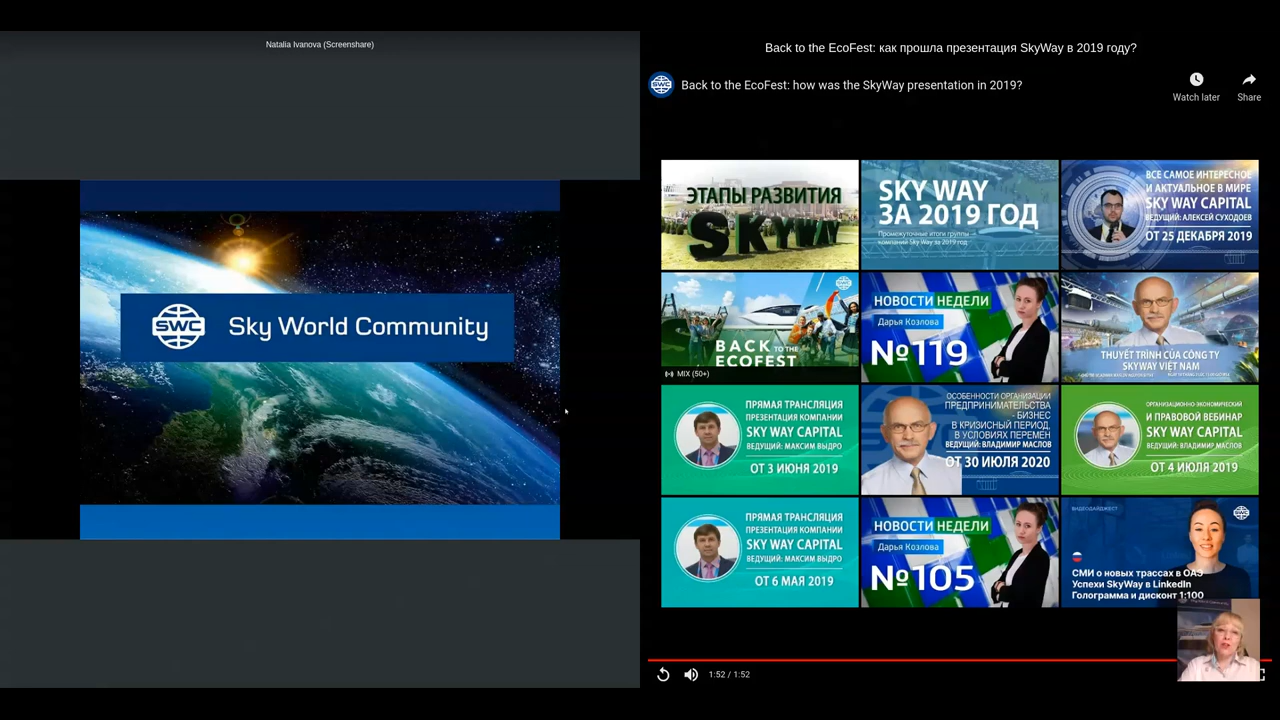 Natalia Ivanova (Screenshare)
SWC
Sky World Community
Back to the EcoFest: как прошла презентация SkyWay в 2019 году?
SWC
Back to the EcoFest: how was the SkyWay presentation in 2019?
Watch later
Share
ЭТАПЫ РАЗВИТИЯ
SKYWAY
SKY WAY
ЗА 2019 ГОД
Промежуточные итоги группы
компаний Sky Way за 2019 год
ВСЕ САМОЕ ИНТЕРЕСНОЕ
И АКТУАЛЬНОЕ В МИРЕ
SKY WAY CAPITAL
ВЕДУЩИЙ: АЛЕКСЕЙ СУХОДОЕВ
ОТ 25 ДЕКАБРЯ 2019
BACK TO THE
ECOFEST
MIX (50+)
НОВОСТИ НЕДЕЛИ
Дарья Козлова
№119
THUYẾT TRÌNH CỦA CÔNG TY
SKYWAY VIỆT NAM
ПРЯМАЯ ТРАНСЛЯЦИЯ
ПРЕЗЕНТАЦИЯ КОМПАНИИ
SKY WAY CAPITAL
ВЕДУЩИЙ: МАКСИМ ВЫДРО
ОТ 3 ИЮНЯ 2019
ОСОБЕННОСТИ ОРГАНИЗАЦИИ
ПРЕДПРИНИМАТЕЛЬСТВА
- БИЗНЕС
В КРИЗИСНЫЙ ПЕРИОД,
В УСЛОВИЯХ ПЕРЕМЕН
ВЕДУЩИЙ: ВЛАДИМИР МАСЛОВ
ОТ 30 ИЮЛЯ 2020
ОРГАНИЗАЦИОННО-ЭКОНОМИЧЕСКИЙ
И ПРАВОВОЙ ВЕБИНАР
SKY WAY CAPITAL
ВЕДУЩИЙ: ВЛАДИМИР МАСЛОВ
ОТ 4 ИЮЛЯ 2019
ПРЯМАЯ ТРАНСЛЯЦИЯ
ПРЕЗЕНТАЦИЯ КОМПАНИИ
SKY WAY CAPITAL
ВЕДУЩИЙ: МАКСИМ ВЫДРО
ОТ 6 МАЯ 2019
НОВОСТИ НЕДЕЛИ
Дарья Козлова
№105
ВИДЕОДАЙДЖЕСТ
СМИ о новых трассах в ОАЭ
Успехи SkyWay в LinkedIn
Голограмма и дисконт 1:100
1:52 / 1:52